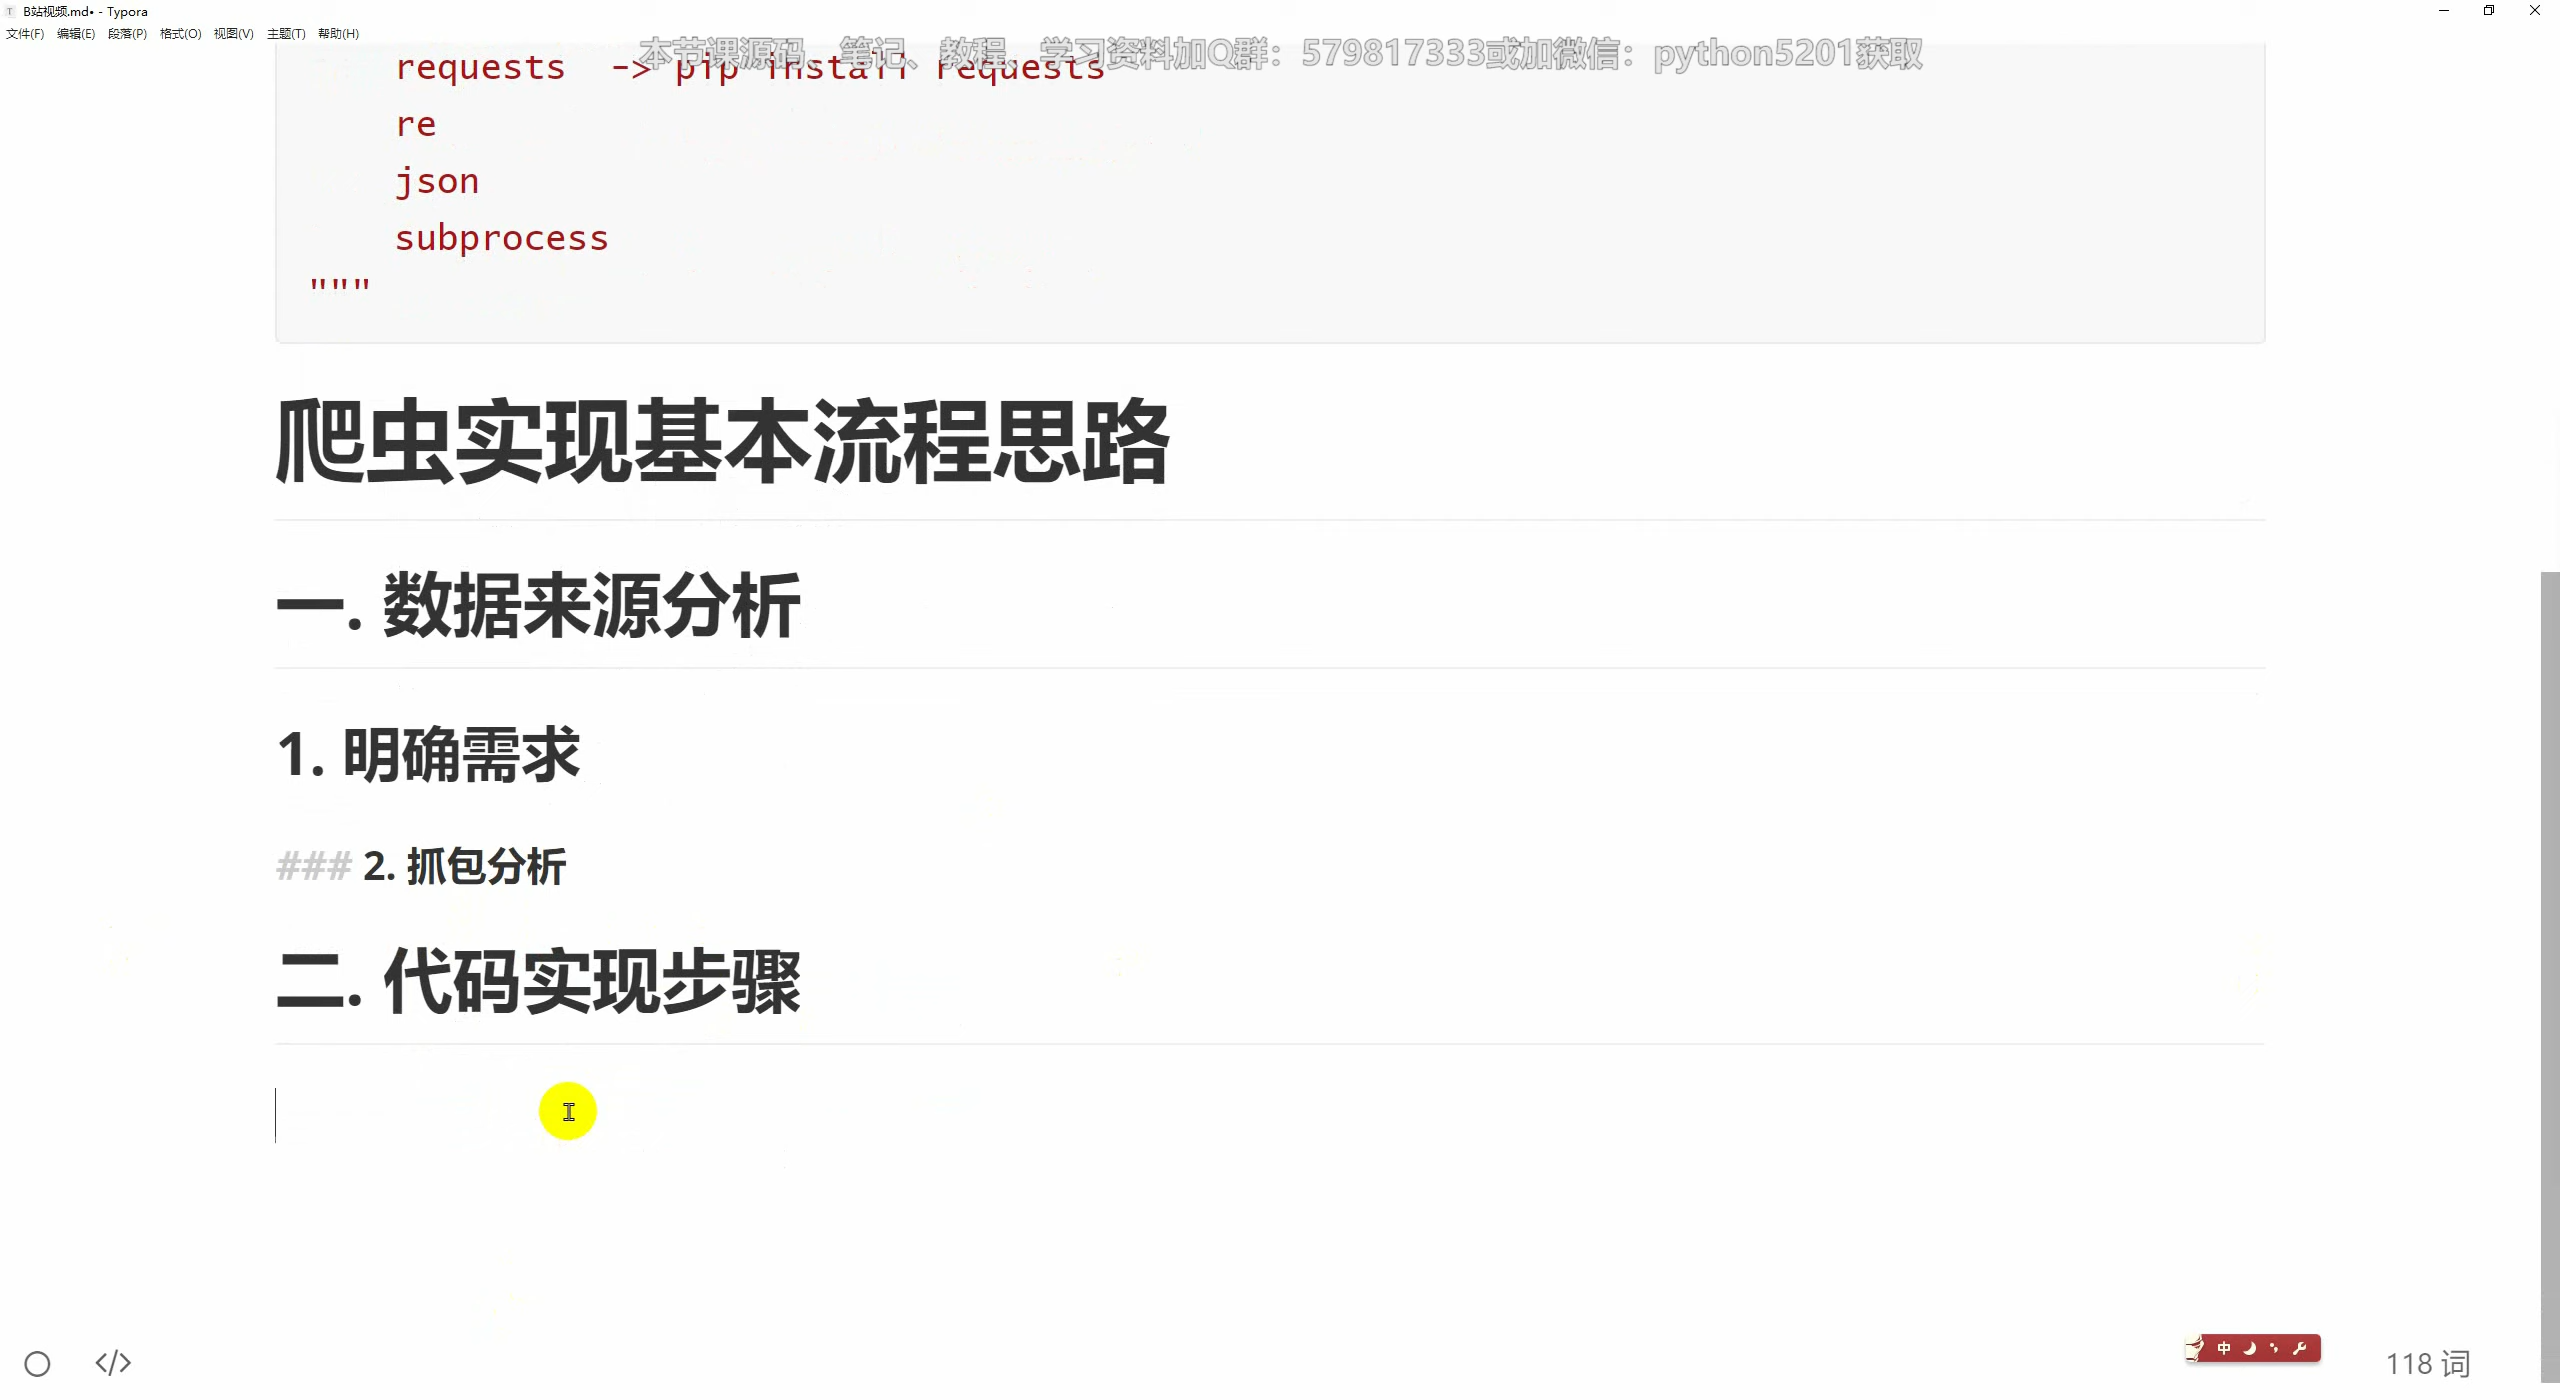 B站视频.md• - Typora
文件(F) 编辑(E) 段落(P) 格式(O) 视图(V) 主题(T) 帮助(H)
本节课源码、笔记、教程、学习资料加Q群：579817333或加微信：python5201获取
requests -> pip install requests
re
json
subprocess
"""
爬虫实现基本流程思路
一. 数据来源分析
1. 明确需求
### 2. 抓包分析
二. 代码实现步骤
中
118 词